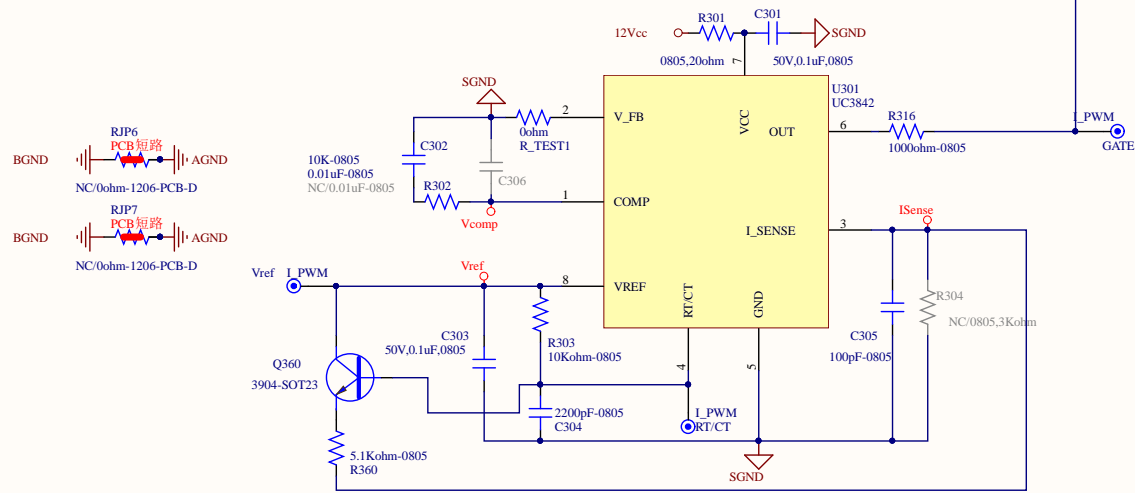 R301
C301
12Vcc
SGND
0805,20ohm
7
50V,0.1uF,0805
SGND
U301
UC3842
2
V_FB
VCC
OUT
6
R316
I_PWM
0ohm
R_TEST1
1000ohm-0805
GATE
RJP6
PCB短路
BGND
AGND
NC/0ohm-1206-PCB-D
10K-0805
0.01uF-0805
NC/0.01uF-0805
C302
C306
R302
1
COMP
Vcomp
RJP7
PCB短路
BGND
AGND
NC/0ohm-1206-PCB-D
I_SENSE
3
ISense
Vref
I_PWM
Vref
8
VREF
RT/CT
GND
R304
NC/0805,3Kohm
C303
50V,0.1uF,0805
R303
10Kohm-0805
C305
100pF-0805
Q360
3904-SOT23
4
5
2200pF-0805
C304
I_PWM
RT/CT
5.1Kohm-0805
R360
SGND